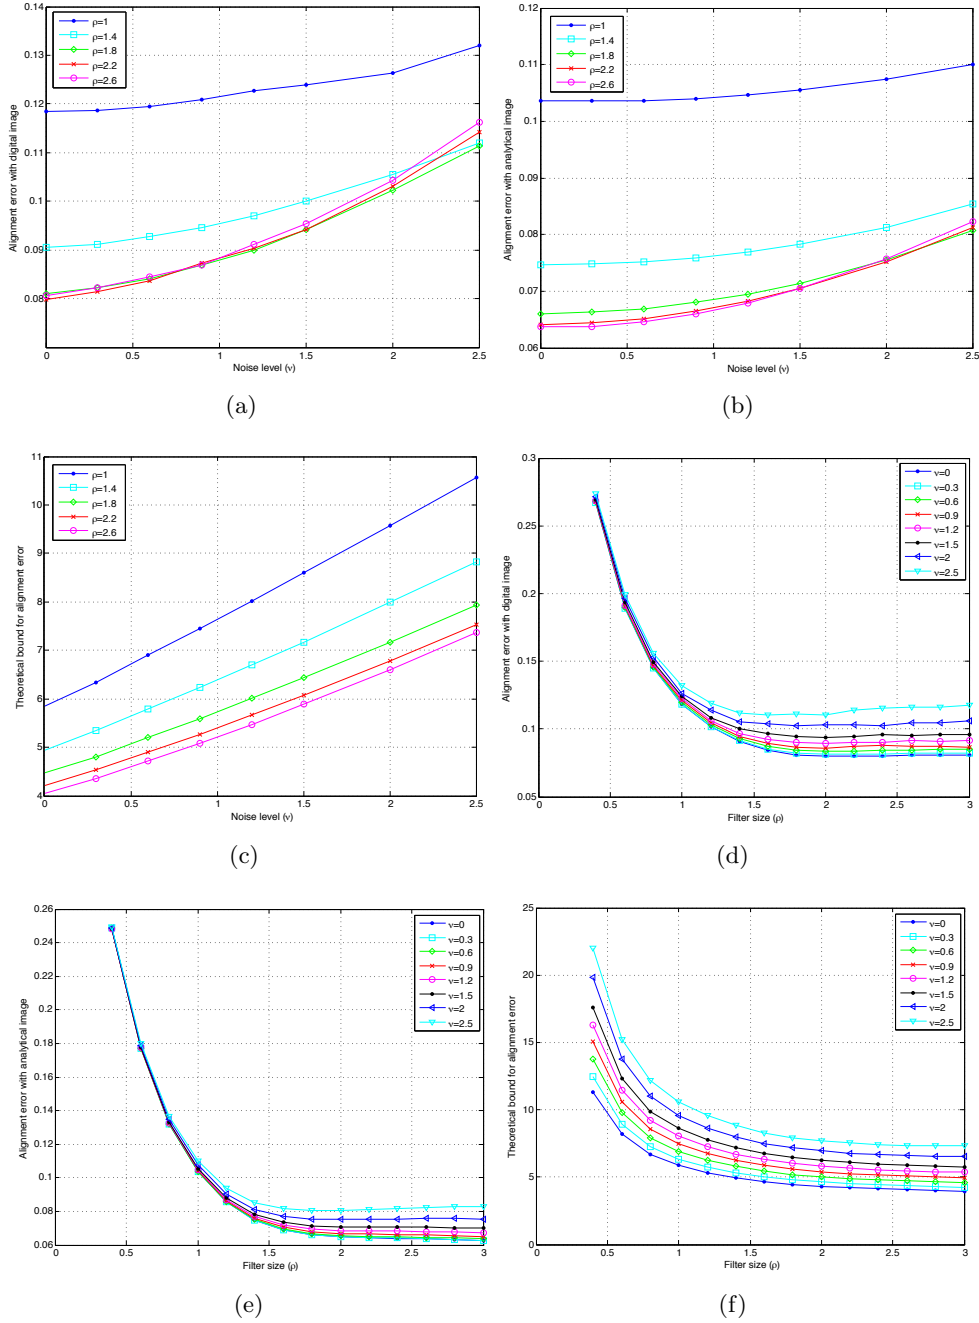 0.14
0.13
0.12
0.11
0.1
0.09
0.08
0
0.5
1
1.5
2
2.5
Alignment error with digital image
Noise level (ν)
ρ=1
ρ=1.4
ρ=1.8
ρ=2.2
ρ=2.6
(a)
0.12
0.11
0.1
0.09
0.08
0.07
0.06
0
0.5
1
1.5
2
2.5
Alignment error with analytical image
Noise level (ν)
ρ=1
ρ=1.4
ρ=1.8
ρ=2.2
ρ=2.6
(b)
11
10
9
8
7
6
5
4
0
0.5
1
1.5
2
2.5
Theoretical bound for alignment error
Noise level (ν)
ρ=1
ρ=1.4
ρ=1.8
ρ=2.2
ρ=2.6
(c)
0.3
0.25
0.2
0.15
0.1
0.05
0
0.5
1
1.5
2
2.5
3
Alignment error with digital image
Filter size (ρ)
ν=0
ν=0.3
ν=0.6
ν=0.9
ν=1.2
ν=1.5
ν=2
ν=2.5
(d)
0.26
0.24
0.22
0.2
0.18
0.16
0.14
0.12
0.1
0.08
0.06
0
0.5
1
1.5
2
2.5
3
Alignment error with analytical image
Filter size (ρ)
ν=0
ν=0.3
ν=0.6
ν=0.9
ν=1.2
ν=1.5
ν=2
ν=2.5
(e)
25
20
15
10
5
0
0
0.5
1
1.5
2
2.5
3
Theoretical bound for alignment error
Filter size (ρ)
ν=0
ν=0.3
ν=0.6
ν=0.9
ν=1.2
ν=1.5
ν=2
ν=2.5
(f)